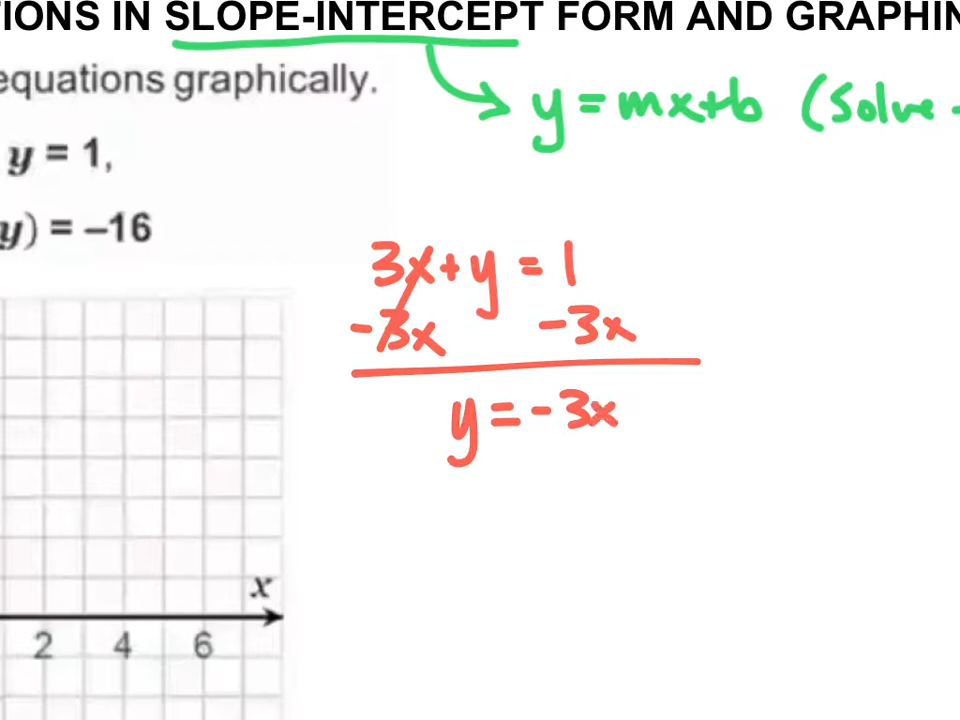 IONS IN SLOPE-INTERCEPT FORM AND GRAPHIN
equations graphically.
y = mx+b (Solve -
y = 1,
y) = –16
3x+y = 1
-3x -3x
y = -3x
x
2 4 6